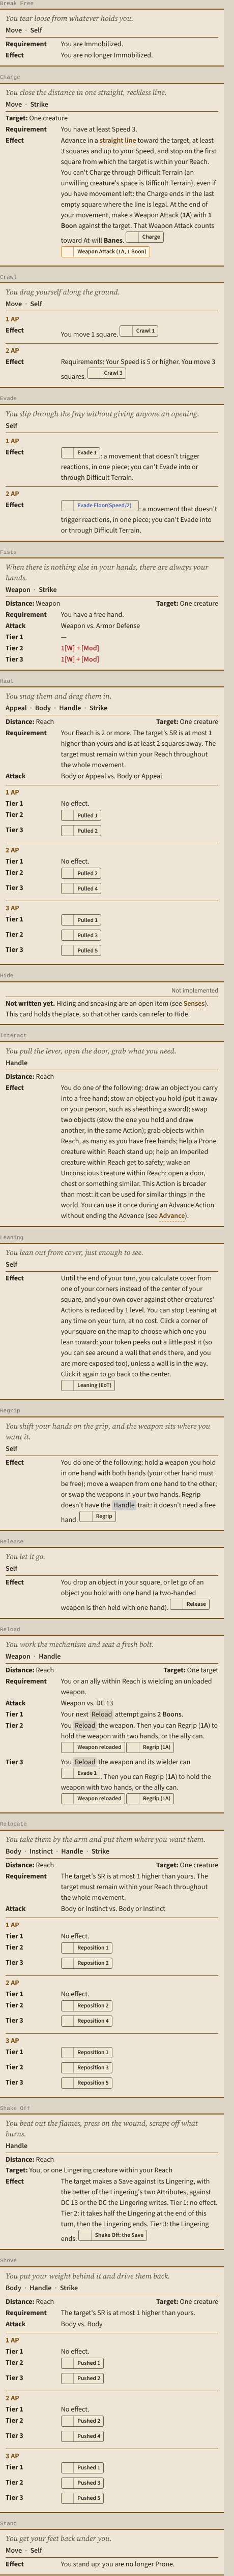 Break Free
You tear loose from whatever holds you.
Move · Self
Requirement You are Immobilized.
Effect You are no longer Immobilized.
Charge
You close the distance in one straight, reckless line.
Move · Strike
Target: One creature
Requirement You have at least Speed 3.
Effect Advance in a straight line toward the target, at least
3 squares and up to your Speed, and stop on the first
square from which the target is within your Reach.
You can't Charge through Difficult Terrain (an
unwilling creature's space is Difficult Terrain), even if
you have movement left: the Charge ends in the last
empty square where the line is legal. At the end of
your movement, make a Weapon Attack (1A) with 1
Boon against the target. That Weapon Attack counts
toward At-will Banes. Charge
Weapon Attack (1A, 1 Boon)
Crawl
You drag yourself along the ground.
Move · Self
1 AP
Effect You move 1 square. Crawl 1
2 AP
Effect Requirements: Your Speed is 5 or higher. You move 3
squares. Crawl 3
Evade
You slip through the fray without giving anyone an opening.
Self
1 AP
Effect Evade 1 : a movement that doesn't trigger
reactions, in one piece; you can't Evade into or
through Difficult Terrain.
2 AP
Effect Evade Floor(Speed/2) : a movement that doesn't
trigger reactions, in one piece; you can't Evade into
or through Difficult Terrain.
Fists
When there is nothing else in your hands, there are always your
hands.
Weapon · Strike
Distance: Weapon Target: One creature
Requirement You have a free hand.
Attack Weapon vs. Armor Defense
Tier 1 —
Tier 2 1[W] + [Mod]
Tier 3 1[W] + [Mod]
Haul
You snag them and drag them in.
Appeal · Body · Handle · Strike
Distance: Reach Target: One creature
Requirement Your Reach is 2 or more. The target's SR is at most 1
higher than yours and is at least 2 squares away. The
target must remain within your Reach throughout
the whole movement.
Attack Body or Appeal vs. Body or Appeal
1 AP
Tier 1 No effect.
Tier 2 Pulled 1
Tier 3 Pulled 2
2 AP
Tier 1 No effect.
Tier 2 Pulled 2
Tier 3 Pulled 4
3 AP
Tier 1 Pulled 1
Tier 2 Pulled 3
Tier 3 Pulled 5
Hide
Not implemented
Not written yet. Hiding and sneaking are an open item (see Senses).
This card holds the place, so that other cards can refer to Hide.
Interact
You pull the lever, open the door, grab what you need.
Handle
Distance: Reach
Effect You do one of the following: draw an object you carry
into a free hand; stow an object you hold (put it away
on your person, such as sheathing a sword); swap
two objects (stow the one you hold and draw
another, in the same Action); grab objects within
Reach, as many as you have free hands; help a Prone
creature within Reach stand up; help an Imperiled
creature within Reach get to safety; wake an
Unconscious creature within Reach; open a door,
chest or something similar. This Action is broader
than most: it can be used for similar things in the
world. You can use it once during an Advance Action
without ending the Advance (see Advance).
Leaning
You lean out from cover, just enough to see.
Self
Effect Until the end of your turn, you calculate cover from
one of your corners instead of the center of your
square, and your own cover against other creatures'
Actions is reduced by 1 level. You can stop Leaning at
any time on your turn, at no cost. Click a corner of
your square on the map to choose which one you
lean toward: your token peeks out a little past it (so
you can see around a wall that ends there, and you
are more exposed too), unless a wall is in the way.
Click it again to go back to the center.
Leaning (EoT)
Regrip
You shift your hands on the grip, and the weapon sits where you
want it.
Self
Effect You do one of the following: hold a weapon you hold
in one hand with both hands (your other hand must
be free); move a weapon from one hand to the other;
or swap the weapons in your two hands. Regrip
doesn't have the Handle trait: it doesn't need a free
hand. Regrip
Release
You let it go.
Self
Effect You drop an object in your square, or let go of an
object you hold with one hand (a two-handed
weapon is then held with one hand). Release
Reload
You work the mechanism and seat a fresh bolt.
Weapon · Handle
Distance: Reach Target: One target
Requirement You or an ally within Reach is wielding an unloaded
weapon.
Attack Weapon vs. DC 13
Tier 1 Your next Reload attempt gains 2 Boons.
Tier 2 You Reload the weapon. Then you can Regrip (1A) to
hold the weapon with two hands, or the ally can.
Weapon reloaded Regrip (1A)
Tier 3 You Reload the weapon and its wielder can
Evade 1 . Then you can Regrip (1A) to hold the
weapon with two hands, or the ally can.
Weapon reloaded Regrip (1A)
Relocate
You take them by the arm and put them where you want them.
Body · Instinct · Handle · Strike
Distance: Reach Target: One creature
Requirement The target's SR is at most 1 higher than yours. The
target must remain within your Reach throughout
the whole movement.
Attack Body or Instinct vs. Body or Instinct
1 AP
Tier 1 No effect.
Tier 2 Reposition 1
Tier 3 Reposition 2
2 AP
Tier 1 No effect.
Tier 2 Reposition 2
Tier 3 Reposition 4
3 AP
Tier 1 Reposition 1
Tier 2 Reposition 3
Tier 3 Reposition 5
Shake Off
You beat out the flames, press on the wound, scrape off what
burns.
Handle
Distance: Reach
Target: You, or one Lingering creature within your Reach
Effect The target makes a Save against its Lingering, with
the better of the Lingering's two Attributes, against
DC 13 or the DC the Lingering writes. Tier 1: no effect.
Tier 2: it takes half the Lingering at the end of this
turn, then the Lingering ends. Tier 3: the Lingering
ends. Shake Off: the Save
Shove
You put your weight behind it and drive them back.
Body · Handle · Strike
Distance: Reach Target: One creature
Requirement The target's SR is at most 1 higher than yours.
Attack Body vs. Body
1 AP
Tier 1 No effect.
Tier 2 Pushed 1
Tier 3 Pushed 2
2 AP
Tier 1 No effect.
Tier 2 Pushed 2
Tier 3 Pushed 4
3 AP
Tier 1 Pushed 1
Tier 2 Pushed 3
Tier 3 Pushed 5
Stand
You get your feet back under you.
Move · Self
Effect You stand up: you are no longer Prone.